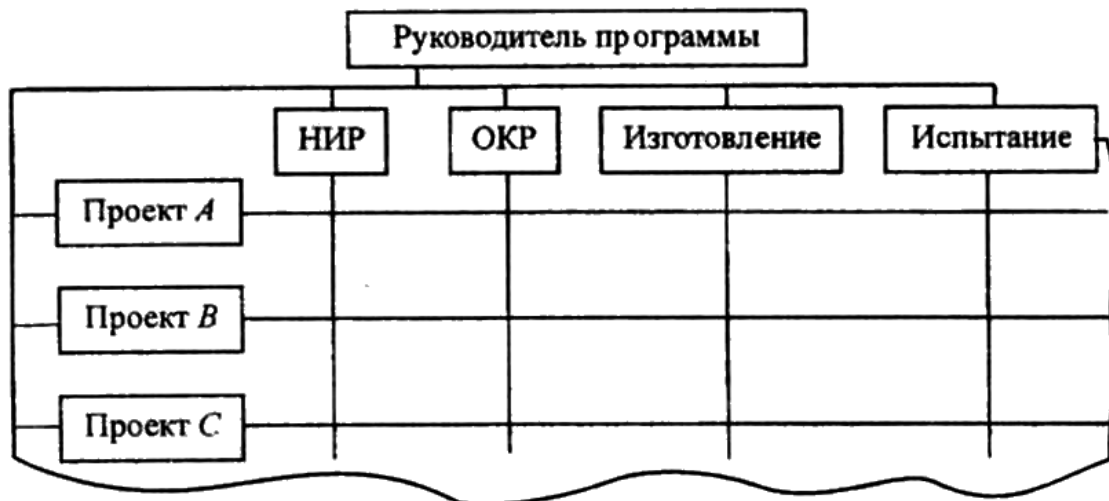 Руководитель программы
НИР
ОКР
Изготовление
Испытание
Проект A
Проект B
Проект C